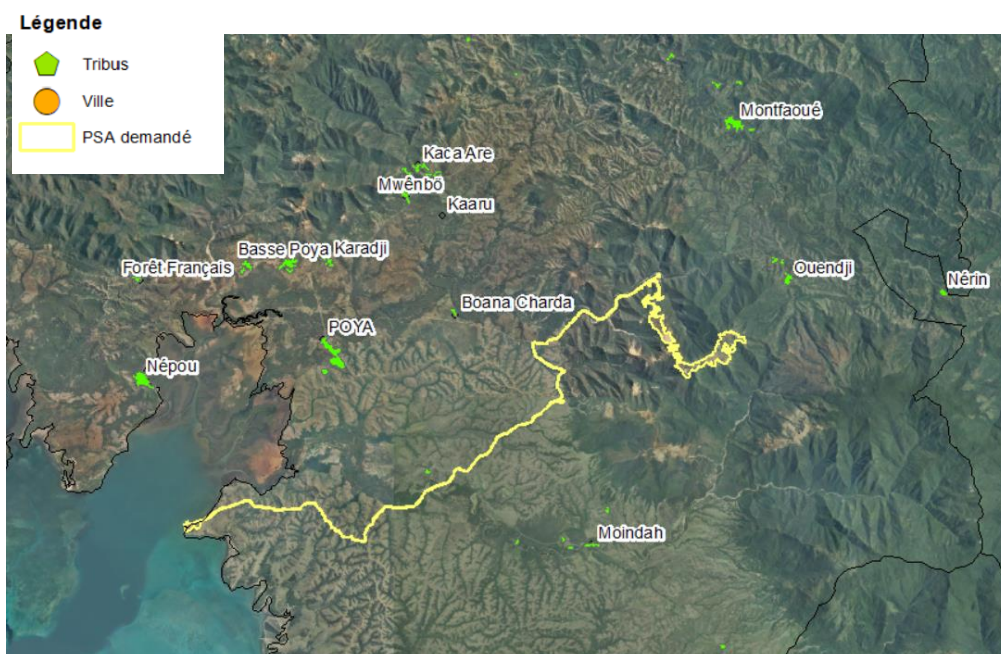 Légende
Tribus
Ville
PSA demandé
Montfaoué
Kaca Are
Mwênbö
Kaaru
Basse Poya
Karadji
Forêt Français
Ouendji
Nêrin
Boana Charda
POYA
Népou
Moindah